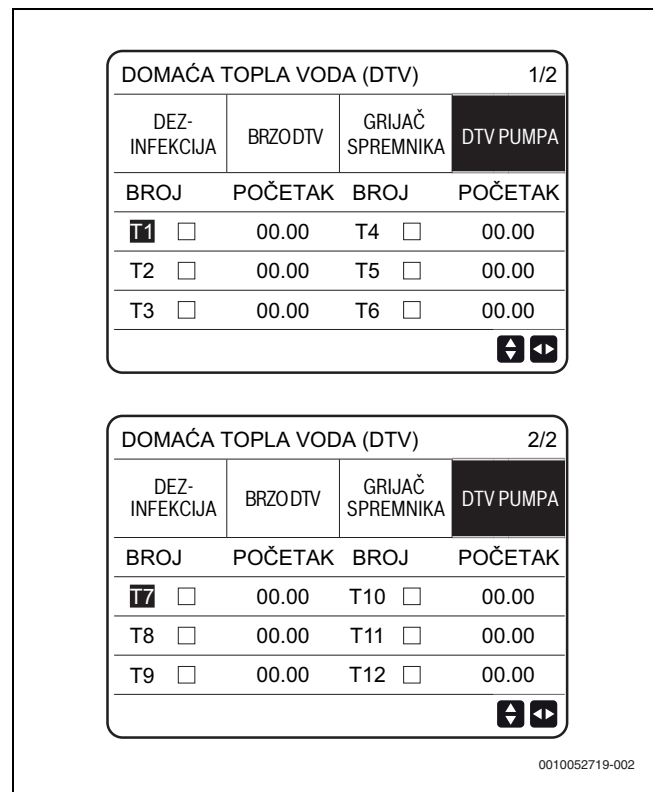 DOMAĆA TOPLA VODA (DTV) 1/2
DEZ-
INFEKCIJA
BRZO DTV
GRIJAČ
SPREMNIKA
DTV PUMPA
BROJ POČETAK BROJ POČETAK
T1 ☐ 00.00 T4 ☐ 00.00
T2 ☐ 00.00 T5 ☐ 00.00
T3 ☐ 00.00 T6 ☐ 00.00
DOMAĆA TOPLA VODA (DTV) 2/2
DEZ-
INFEKCIJA
BRZO DTV
GRIJAČ
SPREMNIKA
DTV PUMPA
BROJ POČETAK BROJ POČETAK
T7 ☐ 00.00 T10 ☐ 00.00
T8 ☐ 00.00 T11 ☐ 00.00
T9 ☐ 00.00 T12 ☐ 00.00
0010052719-002